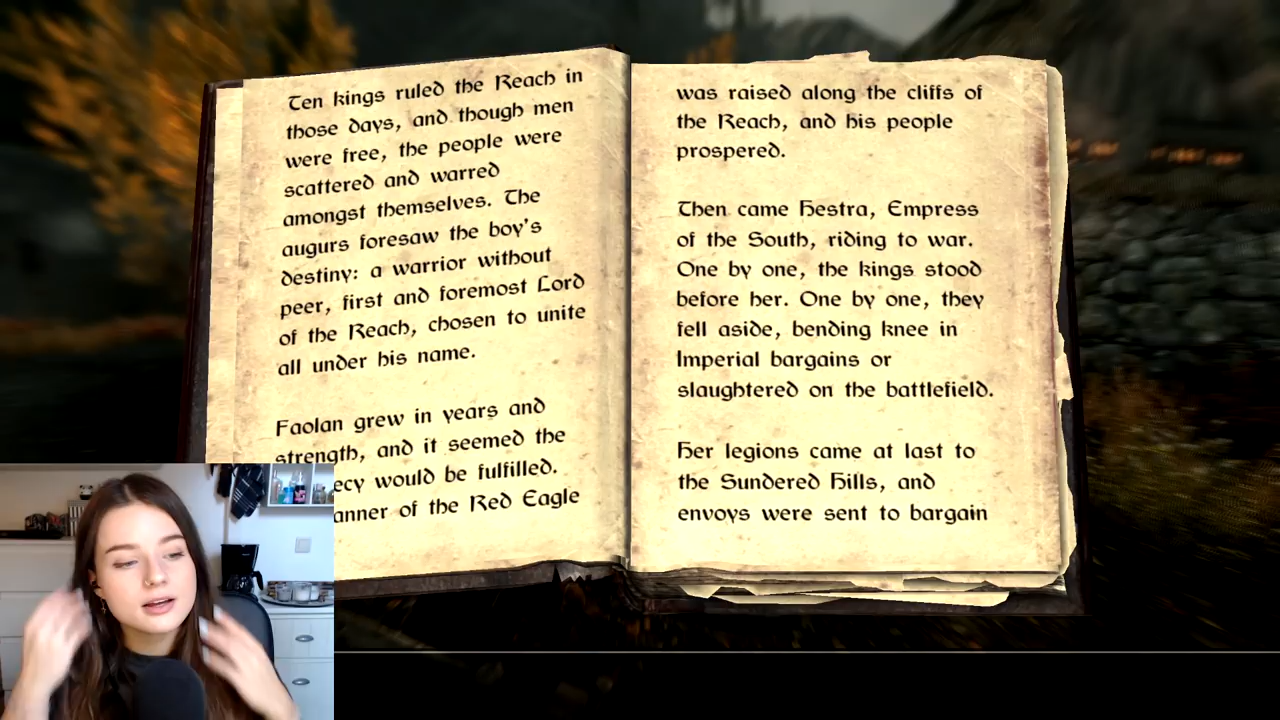 Ten kings ruled the Reach in
those days, and though men
were free, the people were
scattered and warred
amongst themselves. The
augurs foresaw the boy's
destiny: a warrior without
peer, first and foremost Lord
of the Reach, chosen to unite
all under his name.
Faolan grew in years and
strength, and it seemed the
ecy would be fulfilled.
anner of the Red Eagle
was raised along the cliffs of
the Reach, and his people
prospered.
Then came Hestra, Empress
of the South, riding to war.
One by one, the kings stood
before her. One by one, they
fell aside, bending knee in
Imperial bargains or
slaughtered on the battlefield.
Her legions came at last to
the Sundered Hills, and
envoys were sent to bargain